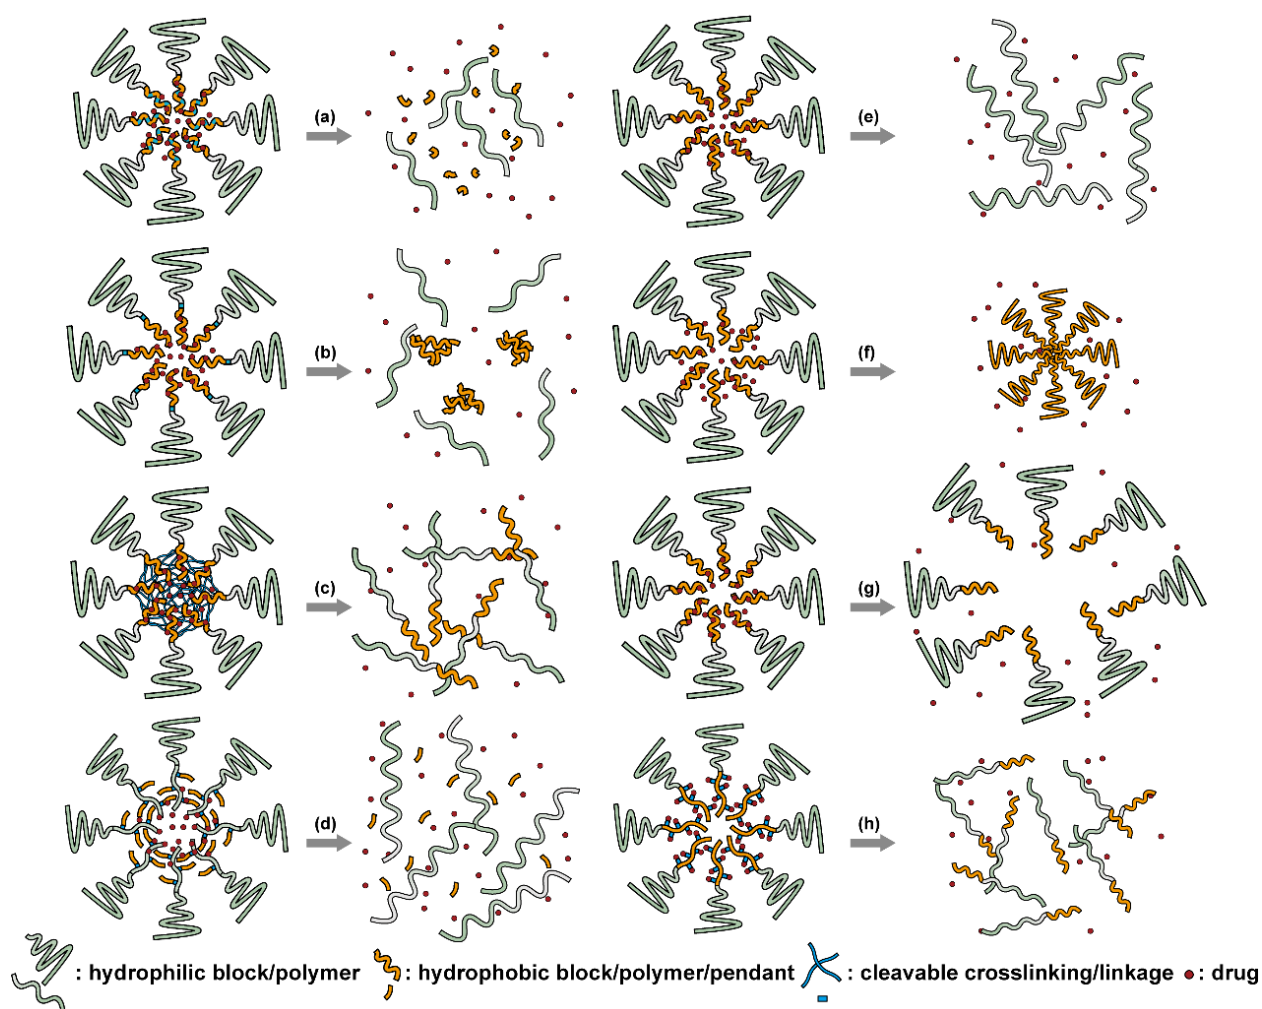 (a)
(e)
(b)
(f)
(c)
(g)
(d)
(h)
: hydrophilic block/polymer
: hydrophobic block/polymer/pendant
: cleavable crosslinking/linkage
: drug